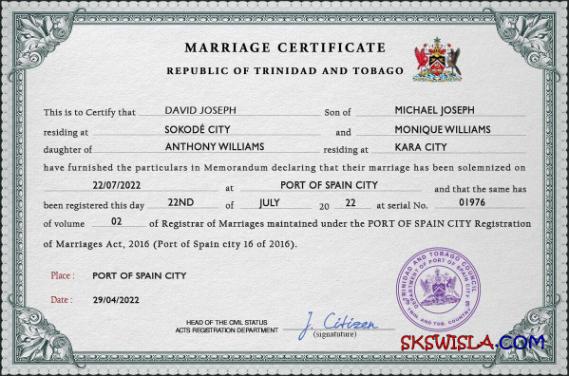 MARRIAGE CERTIFICATE
REPUBLIC OF TRINIDAD AND TOBAGO
This is to Certify that DAVID JOSEPH Son of MICHAEL JOSEPH
residing at SOKODÉ CITY and MONIQUE WILLIAMS
daughter of ANTHONY WILLIAMS residing at KARA CITY
have furnished the particulars in Memorandum declaring that their marriage has been solemnized on
22/07/2022 at PORT OF SPAIN CITY and that the same has
been registered this day 22ND of JULY 20 22 at serial No. 01976
of volume 02 of Registrar of Marriages maintained under the PORT OF SPAIN CITY Registration
of Marriages Act, 2016 (Port of Spain city 16 of 2016).
Place : PORT OF SPAIN CITY
Date : 29/04/2022
TRINIDAD AND TOBAGO COUNCIL
DEPARTMENT OF PORT OF SPAIN CITY
HEAD OF THE CIVIL STATUS
ACTS REGISTRATION DEPARTMENT
J. Citizen
SKSWISLA.COM